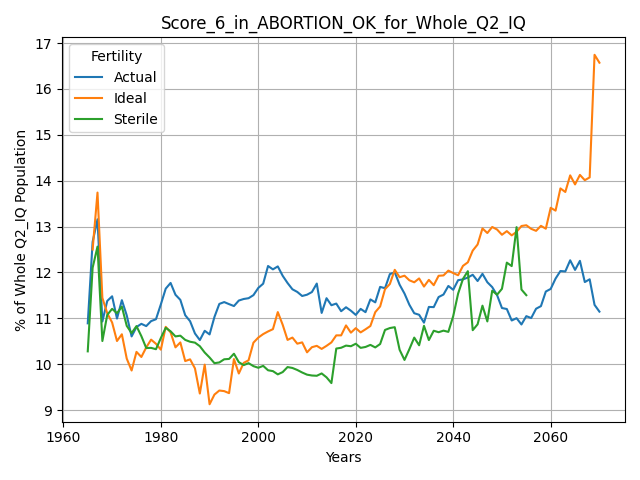 Score_6_in_ABORTION_OK_for_Whole_Q2_IQ
Fertility
Actual
Ideal
Sterile
% of Whole Q2_IQ Population
17
16
15
14
13
12
11
10
9
1960
1980
2000
2020
2040
2060
Years